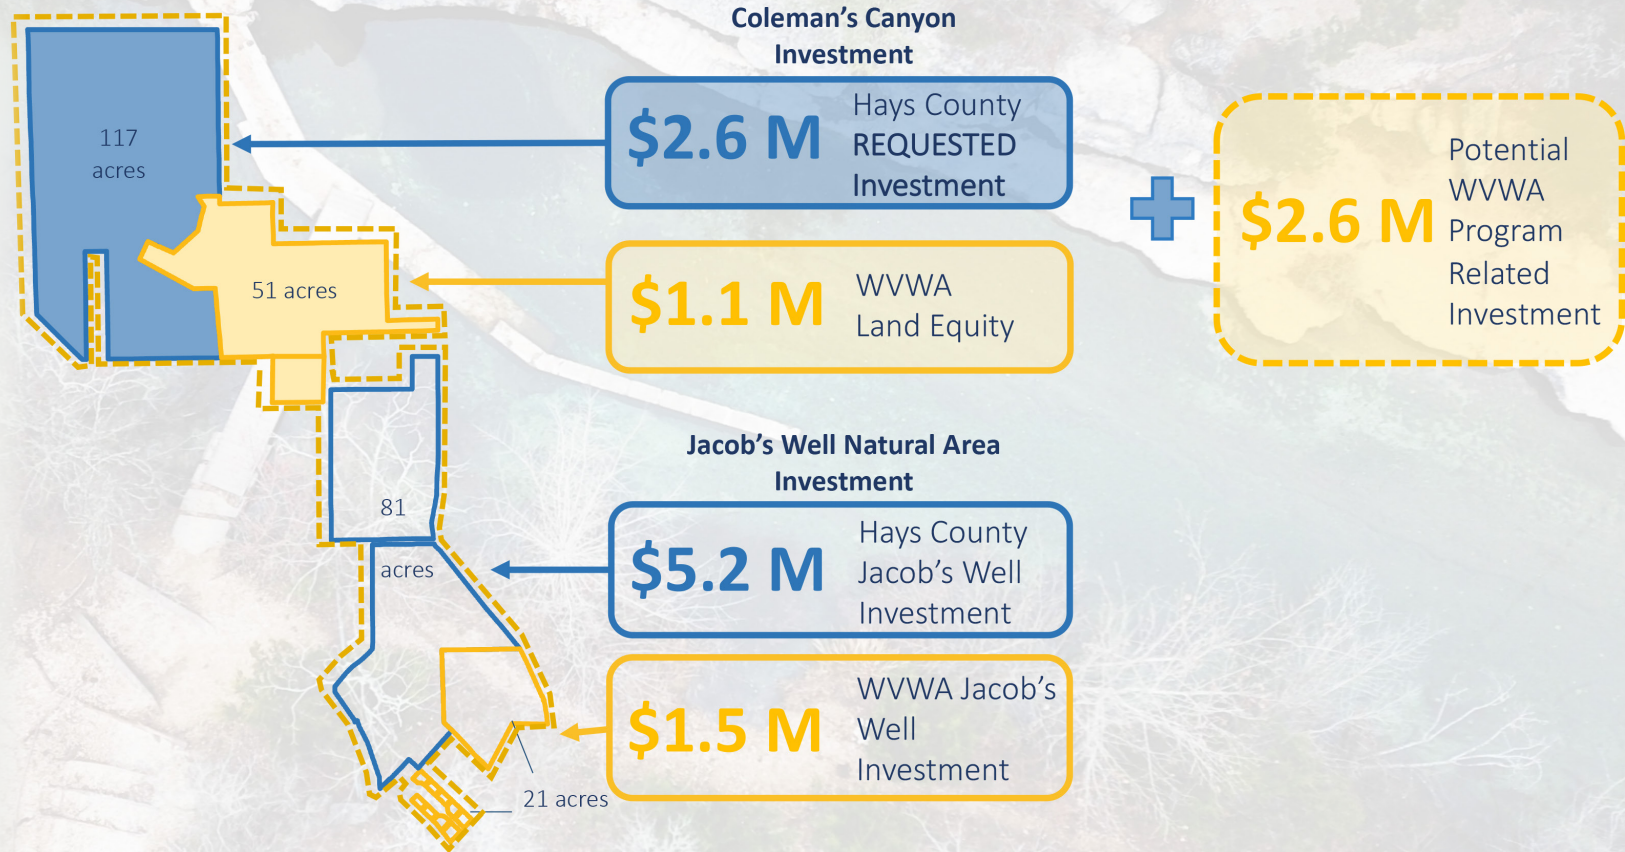 Coleman's Canyon
Investment
117
acres
$2.6 M
Hays County
REQUESTED
Investment
$2.6 M
Potential
WVWA
Program
Related
Investment
51 acres
$1.1 M
WVWA
Land Equity
Jacob's Well Natural Area
Investment
81
acres
$5.2 M
Hays County
Jacob's Well
Investment
$1.5 M
WVWA Jacob's
Well
Investment
21 acres